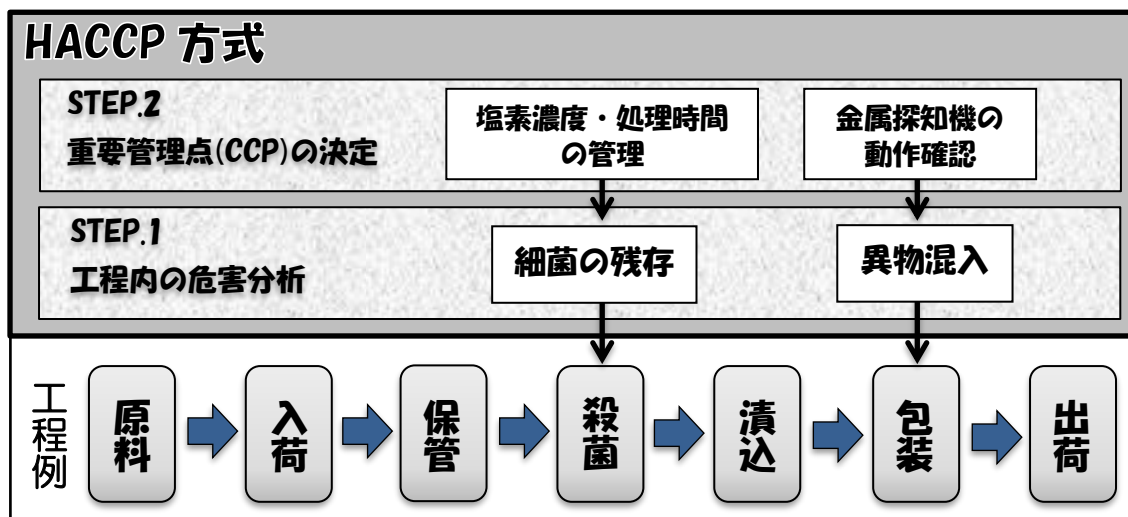 HACCP 方式
STEP.2
重要管理点(CCP)の決定
塩素濃度・処理時間
の管理
金属探知機の
動作確認
STEP.1
工程内の危害分析
細菌の残存
異物混入
工程例
原料
入荷
保管
殺菌
漬込
包装
出荷